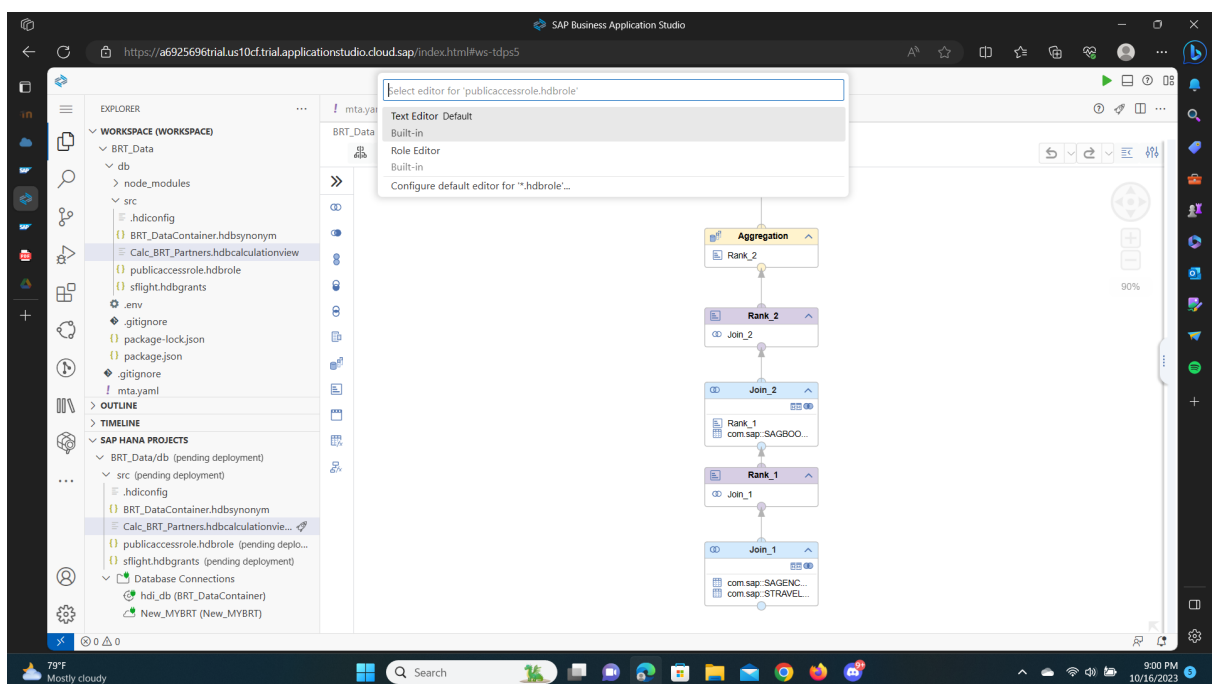 SAP Business Application Studio
https://a6925696trial.us10cf.trial.applicationstudio.cloud.sap/index.html#ws-tdps5
Select editor for 'publicaccessrole.hdbrole'
Text Editor Default
Built-in
Role Editor
Built-in
Configure default editor for '*.hdbrole'...
EXPLORER
! mta.yar
BRT_Data
WORKSPACE (WORKSPACE)
BRT_Data
db
node_modules
src
.hdiconfig
BRT_DataContainer.hdbsynonym
Calc_BRT_Partners.hdbcalculationview
publicaccessrole.hdbrole
sflight.hdbgrants
.env
.gitignore
package-lock.json
package.json
.gitignore
! mta.yaml
OUTLINE
TIMELINE
SAP HANA PROJECTS
BRT_Data/db (pending deployment)
src (pending deployment)
.hdiconfig
BRT_DataContainer.hdbsynonym
Calc_BRT_Partners.hdbcalculationvie...
publicaccessrole.hdbrole (pending deplo...
sflight.hdbgrants (pending deployment)
Database Connections
hdi_db (BRT_DataContainer)
New_MYBRT (New_MYBRT)
Aggregation
Rank_2
Rank_2
Join_2
Join_2
Rank_1
com.sap::SAGBOO...
Rank_1
Join_1
Join_1
com.sap::SAGENC...
com.sap::STRAVEL...
90%
0 0
79°F
Mostly cloudy
Search
9:00 PM
10/16/2023